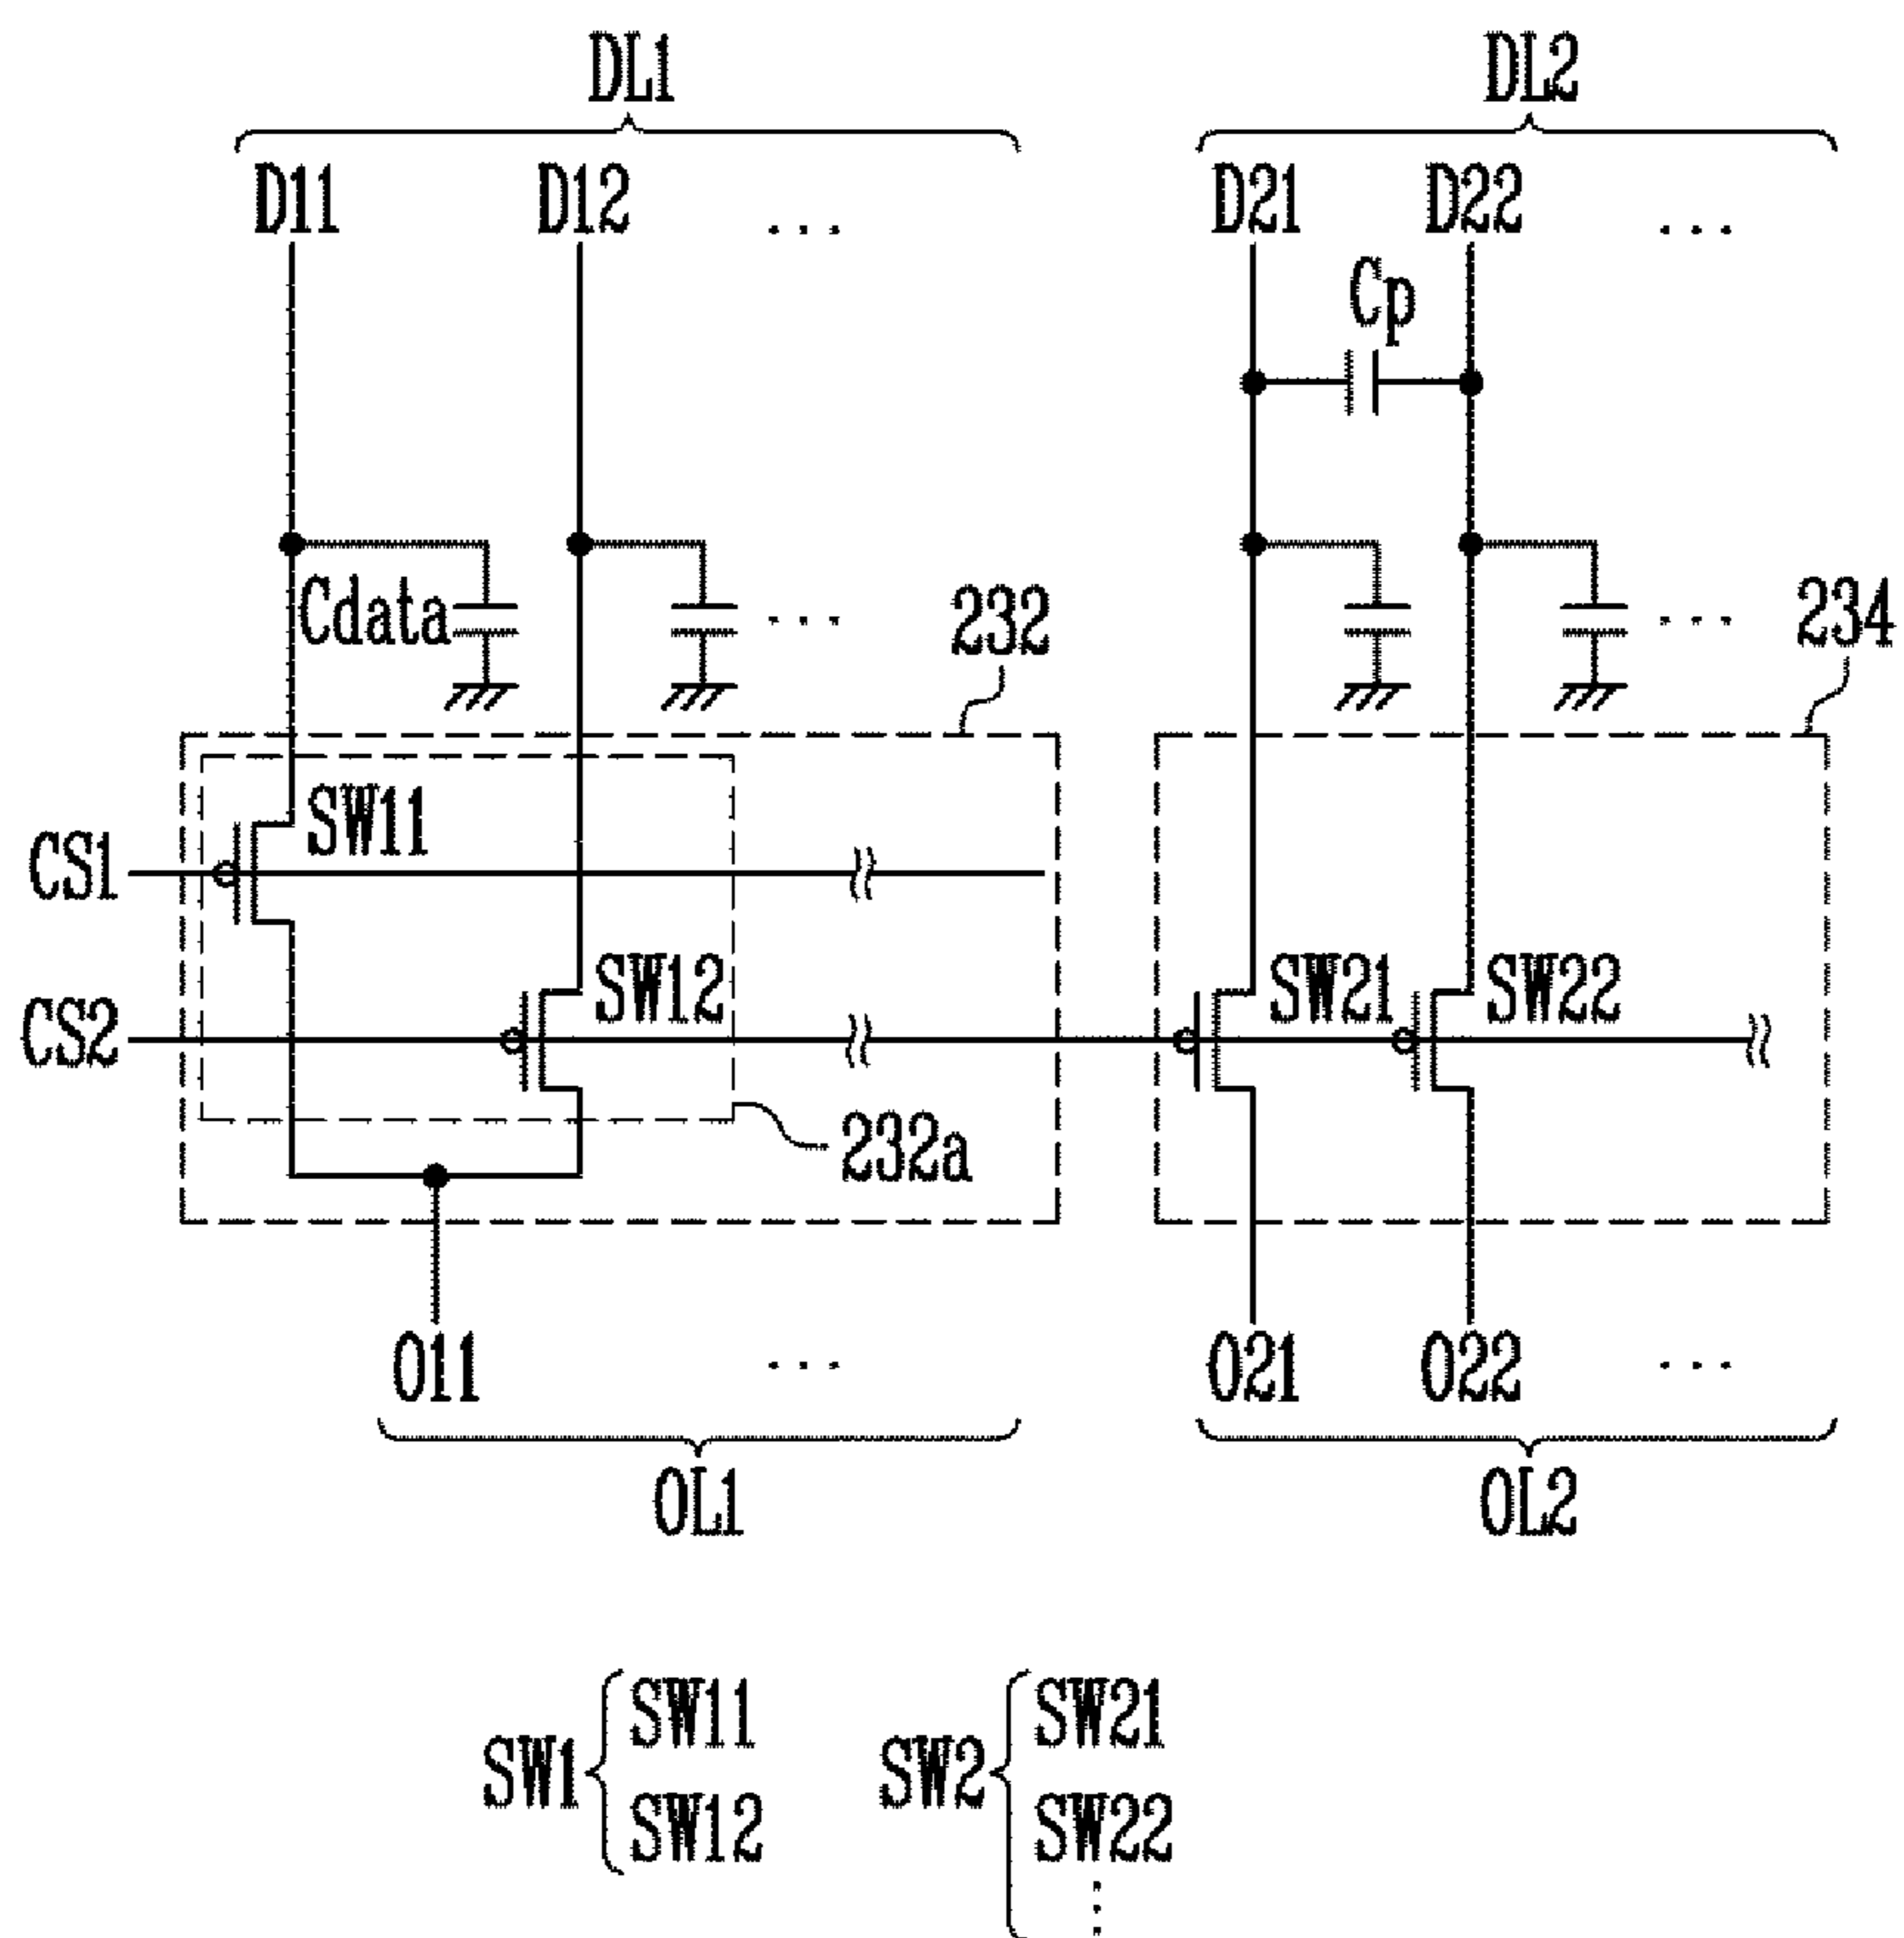 DL1 DL2
D11 D12 ... D21 D22 ...
Cp
Cdata ... 232 ... 234
SW11
CS1
SW12 SW21 SW22
CS2
232a
O11 ... O21 O22 ...
OL1 OL2
SW11 SW21
SW1 SW2
SW12 SW22
⋮